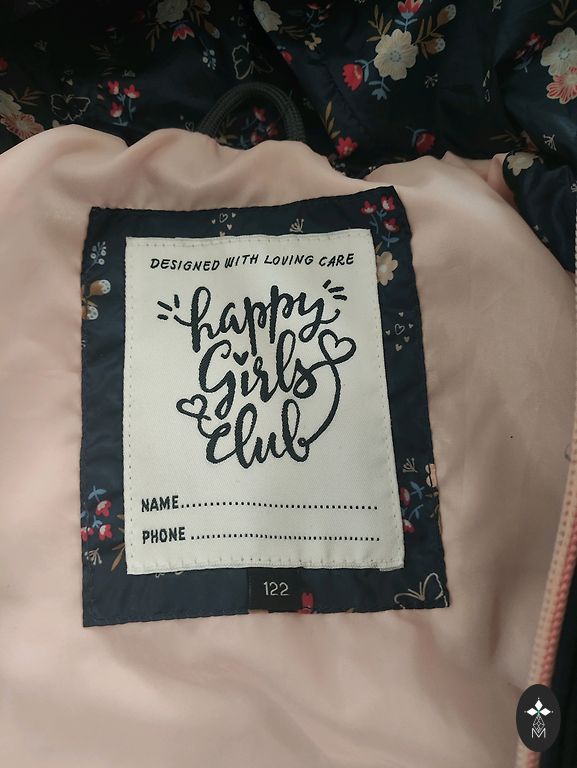 DESIGNED WITH LOVING CARE
happy
Girls
Club
NAME........................................
PHONE........................................
122
M